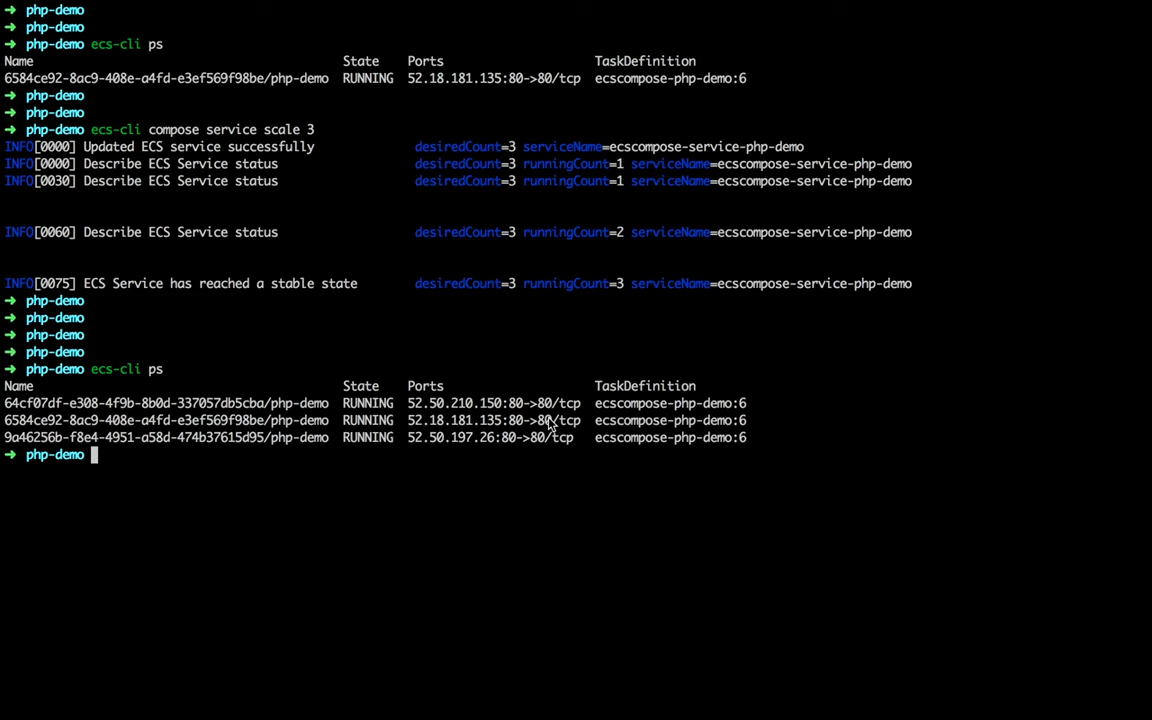 ➜ php-demo
➜ php-demo
➜ php-demo ecs-cli ps
Name State Ports TaskDefinition
6584ce92-8ac9-408e-a4fd-e3ef569f98be/php-demo RUNNING 52.18.181.135:80->80/tcp ecscompose-php-demo:6
➜ php-demo
➜ php-demo
➜ php-demo ecs-cli compose service scale 3
INFO[0000] Updated ECS service successfully desiredCount=3 serviceName=ecscompose-service-php-demo
INFO[0000] Describe ECS Service status desiredCount=3 runningCount=1 serviceName=ecscompose-service-php-demo
INFO[0030] Describe ECS Service status desiredCount=3 runningCount=1 serviceName=ecscompose-service-php-demo
INFO[0060] Describe ECS Service status desiredCount=3 runningCount=2 serviceName=ecscompose-service-php-demo
INFO[0075] ECS Service has reached a stable state desiredCount=3 runningCount=3 serviceName=ecscompose-service-php-demo
➜ php-demo
➜ php-demo
➜ php-demo
➜ php-demo
➜ php-demo ecs-cli ps
Name State Ports TaskDefinition
64cf07df-e308-4f9b-8b0d-337057db5cba/php-demo RUNNING 52.50.210.150:80->80/tcp ecscompose-php-demo:6
6584ce92-8ac9-408e-a4fd-e3ef569f98be/php-demo RUNNING 52.18.181.135:80->80/tcp ecscompose-php-demo:6
9a46256b-f8e4-4951-a58d-474b37615d95/php-demo RUNNING 52.50.197.26:80->80/tcp ecscompose-php-demo:6
➜ php-demo